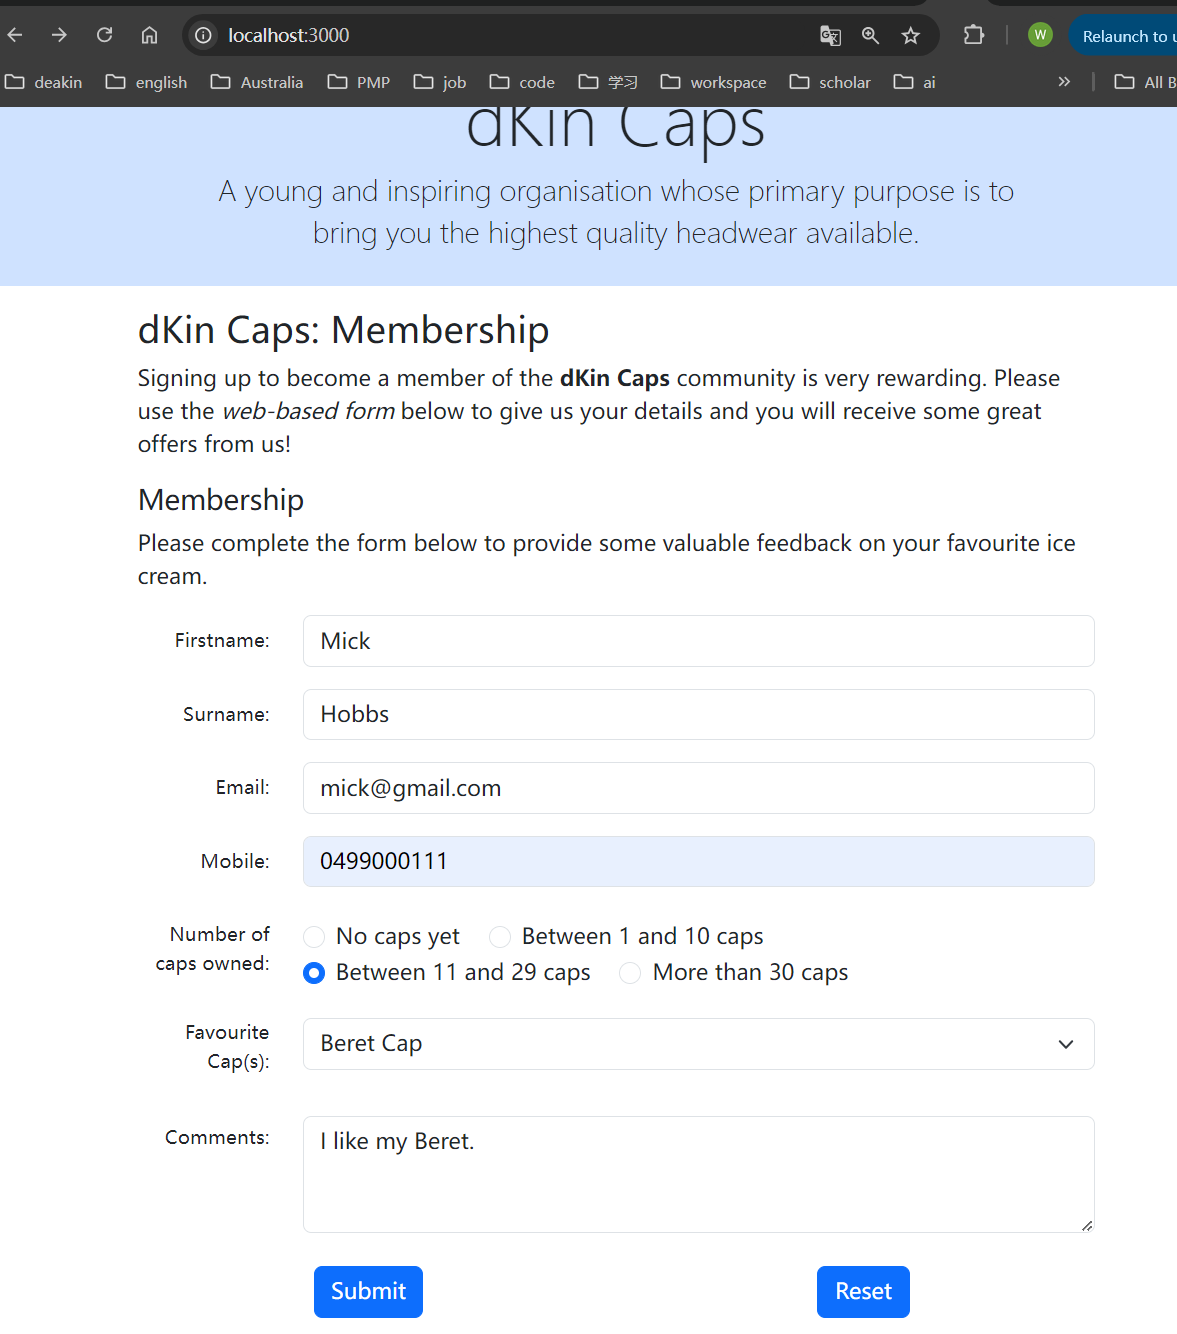 localhost:3000
W
Relaunch to u
deakin
english
Australia
PMP
job
code
学习
workspace
scholar
ai
All B
dKin Caps
A young and inspiring organisation whose primary purpose is to
bring you the highest quality headwear available.
dKin Caps: Membership
Signing up to become a member of the dKin Caps community is very rewarding. Please
use the web-based form below to give us your details and you will receive some great
offers from us!
Membership
Please complete the form below to provide some valuable feedback on your favourite ice
cream.
Firstname: Mick
Surname: Hobbs
Email: mick@gmail.com
Mobile: 0499000111
Number of
caps owned:
No caps yet Between 1 and 10 caps
Between 11 and 29 caps More than 30 caps
Favourite
Cap(s):
Beret Cap
Comments: I like my Beret.
Submit Reset